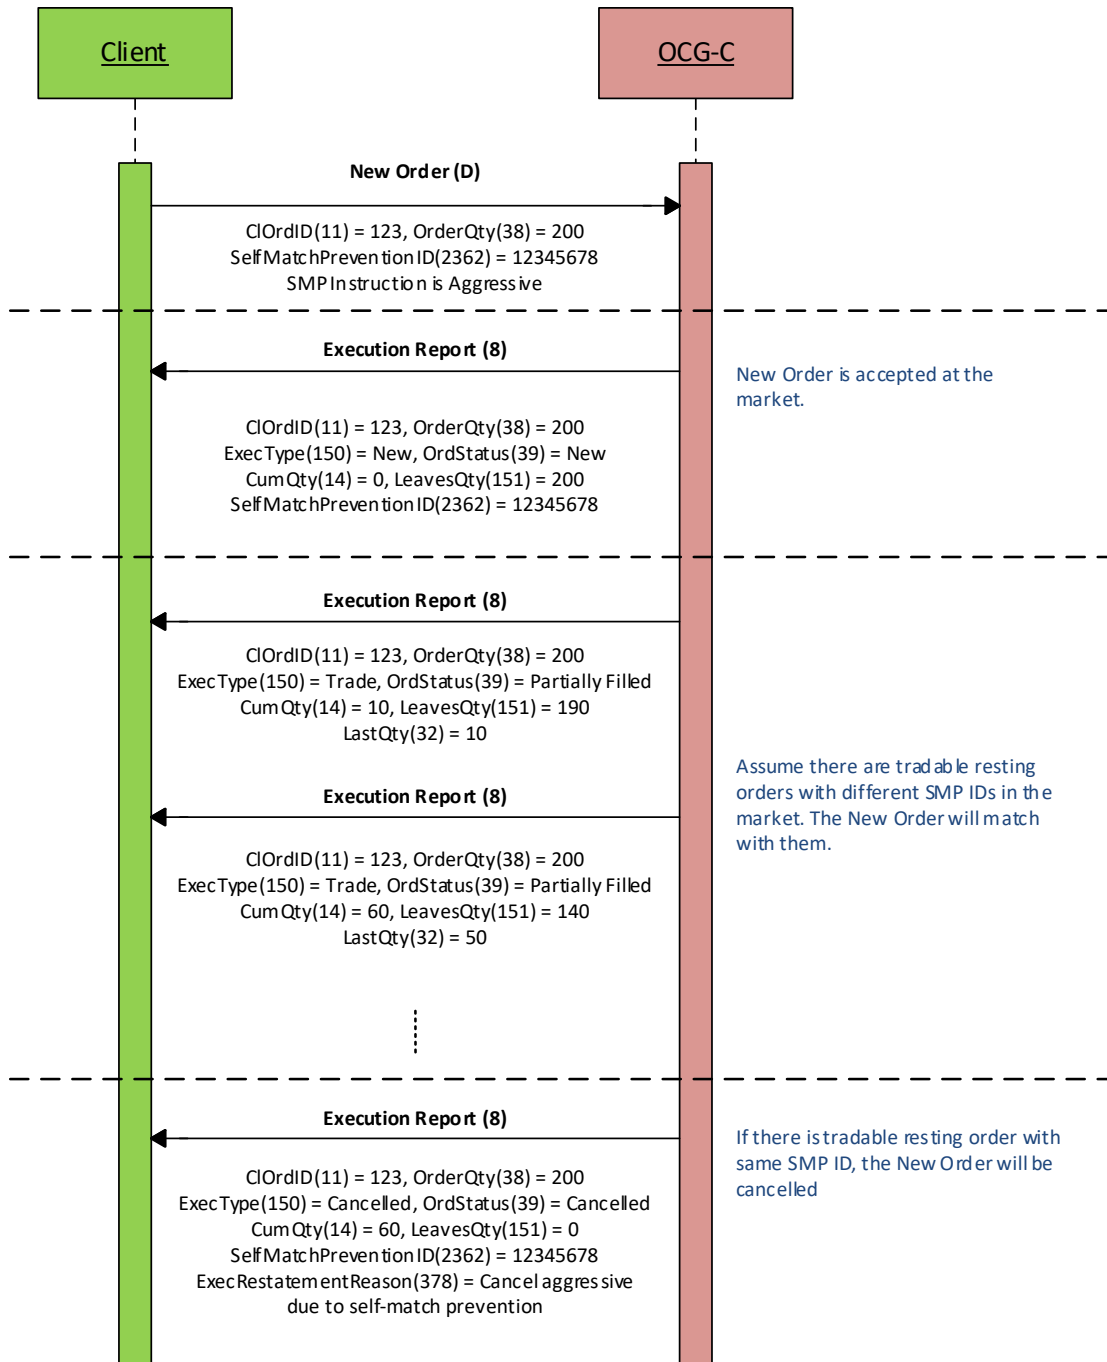 Client
OCG-C
New Order (D)
ClOrdID(11) = 123, OrderQty(38) = 200
SelfMatchPreventionID(2362) = 12345678
SMP Instruction is Aggressive
Execution Report (8)
New Order is accepted at the
market.
ClOrdID(11) = 123, OrderQty(38) = 200
ExecType(150) = New, OrdStatus(39) = New
CumQty(14) = 0, LeavesQty(151) = 200
SelfMatchPreventionID(2362) = 12345678
Execution Report (8)
ClOrdID(11) = 123, OrderQty(38) = 200
ExecType(150) = Trade, OrdStatus(39) = Partially Filled
CumQty(14) = 10, LeavesQty(151) = 190
LastQty(32) = 10
Assume there are tradable resting
orders with different SMP IDs in the
market. The New Order will match
with them.
Execution Report (8)
ClOrdID(11) = 123, OrderQty(38) = 200
ExecType(150) = Trade, OrdStatus(39) = Partially Filled
CumQty(14) = 60, LeavesQty(151) = 140
LastQty(32) = 50
Execution Report (8)
If there is tradable resting order with
same SMP ID, the New Order will be
cancelled
ClOrdID(11) = 123, OrderQty(38) = 200
ExecType(150) = Cancelled, OrdStatus(39) = Cancelled
CumQty(14) = 60, LeavesQty(151) = 0
SelfMatchPreventionID(2362) = 12345678
ExecRestatementReason(378) = Cancel aggressive
due to self-match prevention